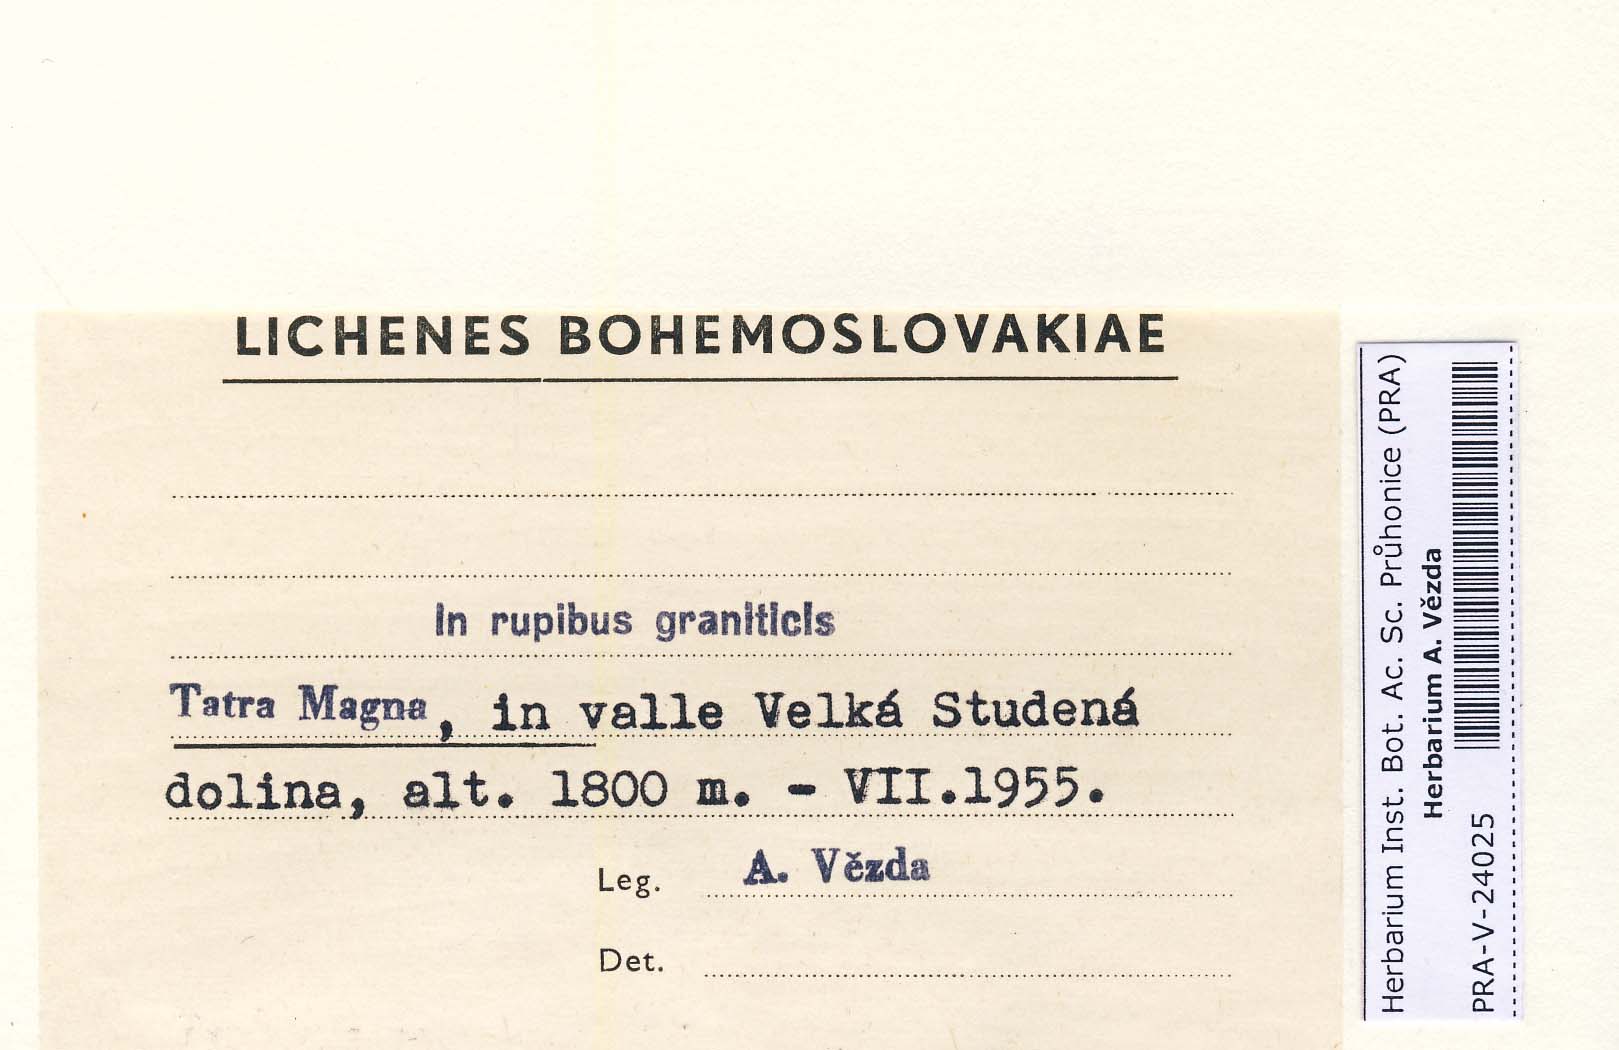 LICHENES BOHEMOSLOVAKIAE
In rupibus graniticis
Tatra Magna, in valle Velká Studená
dolina, alt. 1800 m. - VII.1955.
Leg. A. Vězda
Det.
Herbarium Inst. Bot. Ac. Sc. Průhonice (PRA)
Herbarium A. Vězda
PRA-V-24025